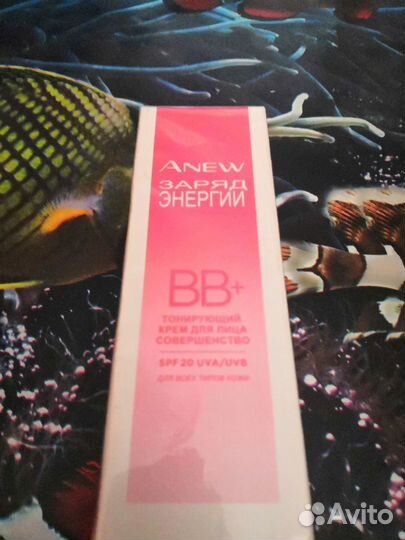 ANEW
ЗАРЯД
ЭНЕРГИИ
BB+
ТОНИРУЮЩИЙ
КРЕМ ДЛЯ ЛИЦА
СОВЕРШЕНСТВО
SPF 20 UVA/UVB
ДЛЯ ВСЕХ ТИПОВ КОЖИ
Avito